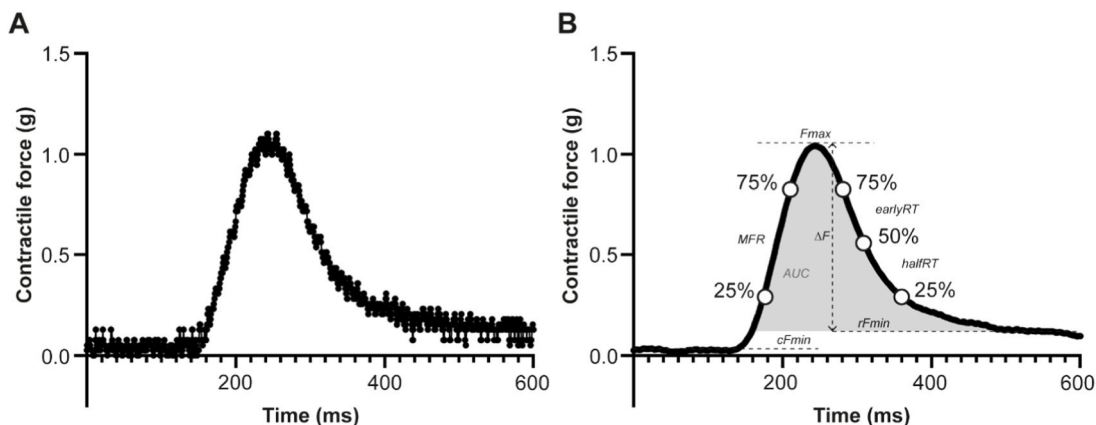 A
Contractile force (g)
1.5
1.0
0.5
0.0
200
400
600
Time (ms)
B
Contractile force (g)
1.5
1.0
0.5
0.0
Fmax
75%
75%
earlyRT
MFR
ΔF
50%
AUC
halfRT
25%
25%
rFmin
cFmin
200
400
600
Time (ms)